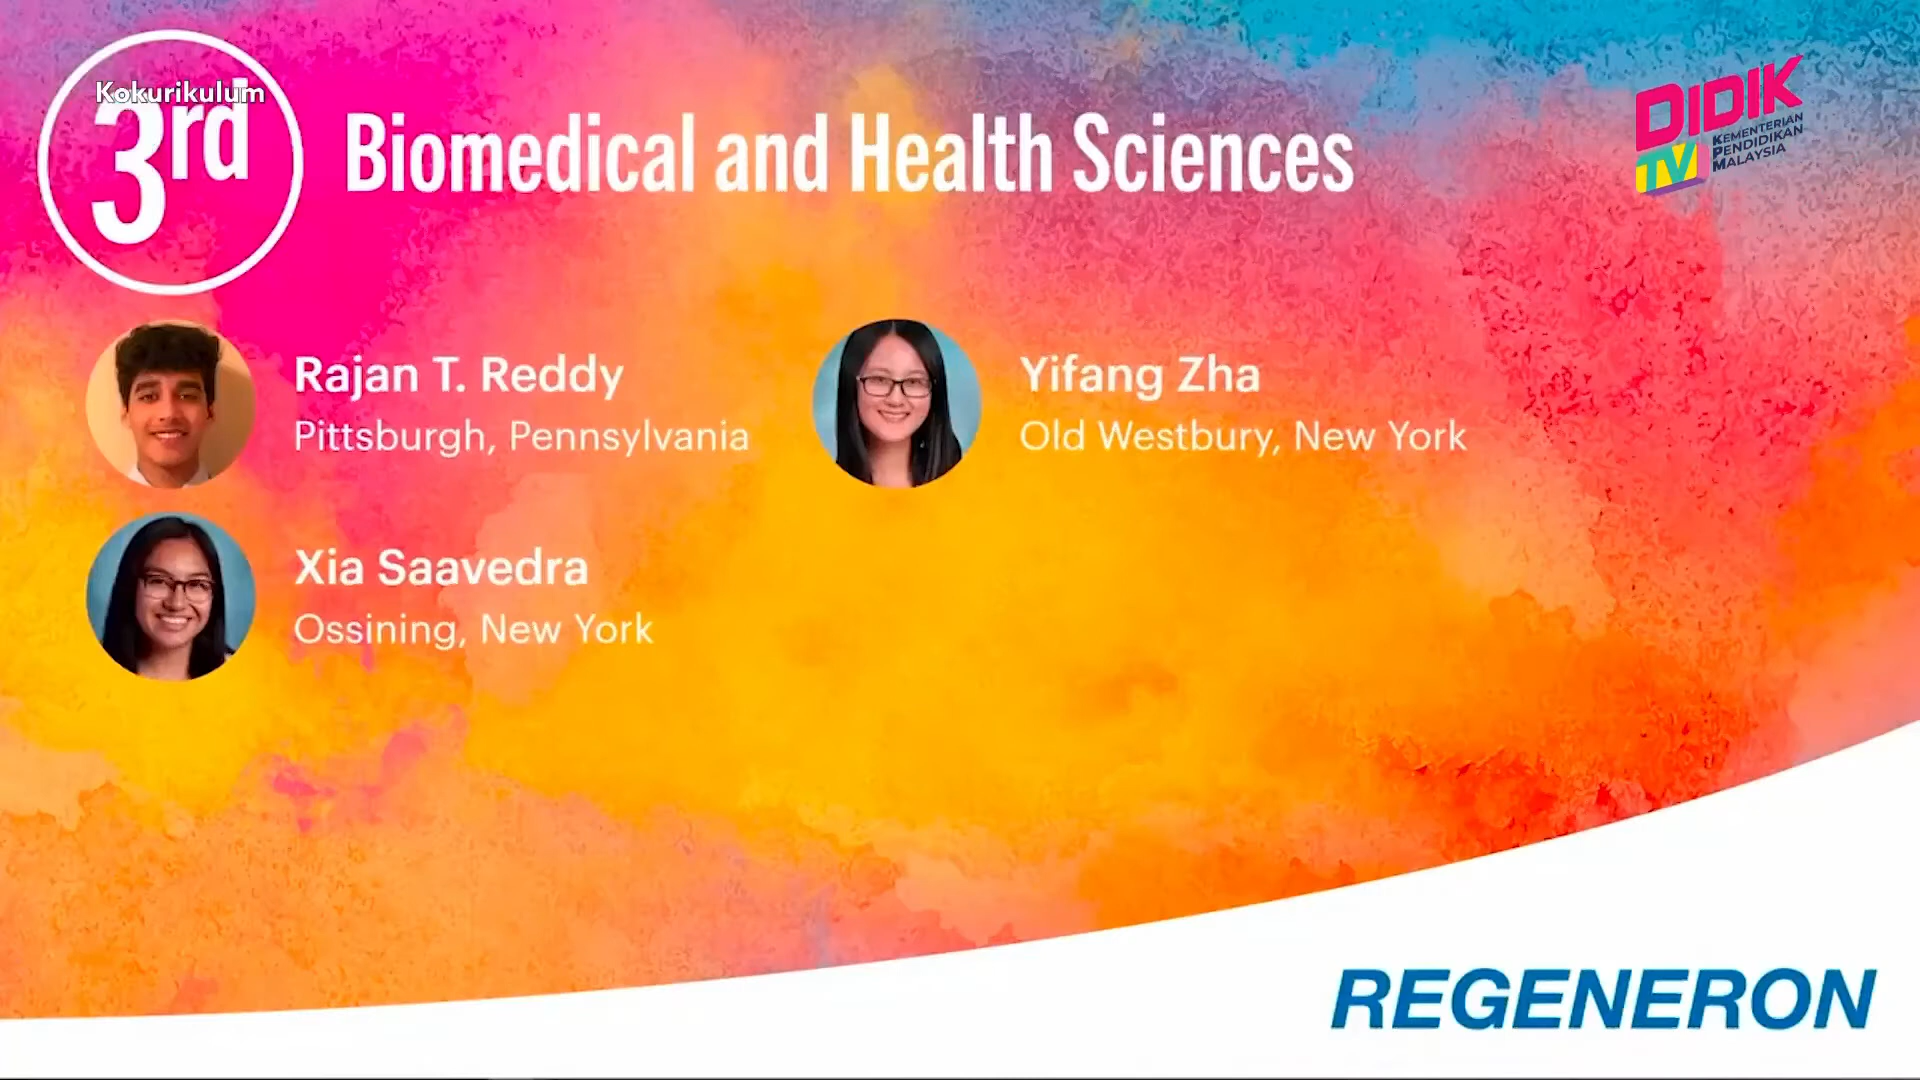 Kokurikulum
3rd
Biomedical and Health Sciences
DIDIK
TV
KEMENTERIAN
PENDIDIKAN
MALAYSIA
Rajan T. Reddy
Pittsburgh, Pennsylvania
Yifang Zha
Old Westbury, New York
Xia Saavedra
Ossining, New York
REGENERON